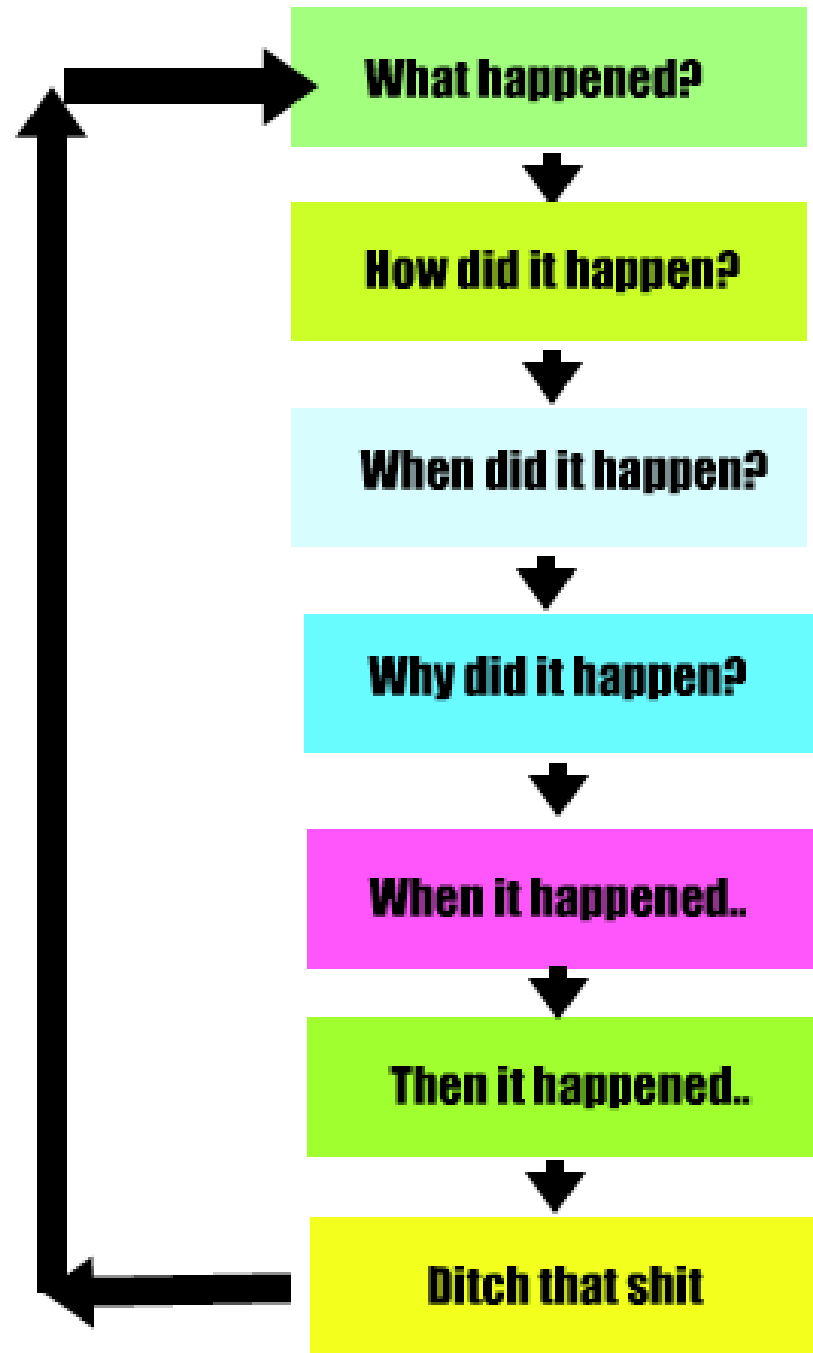 What happened?
How did it happen?
When did it happen?
Why did it happen?
When it happened..
Then it happened..
Ditch that shit